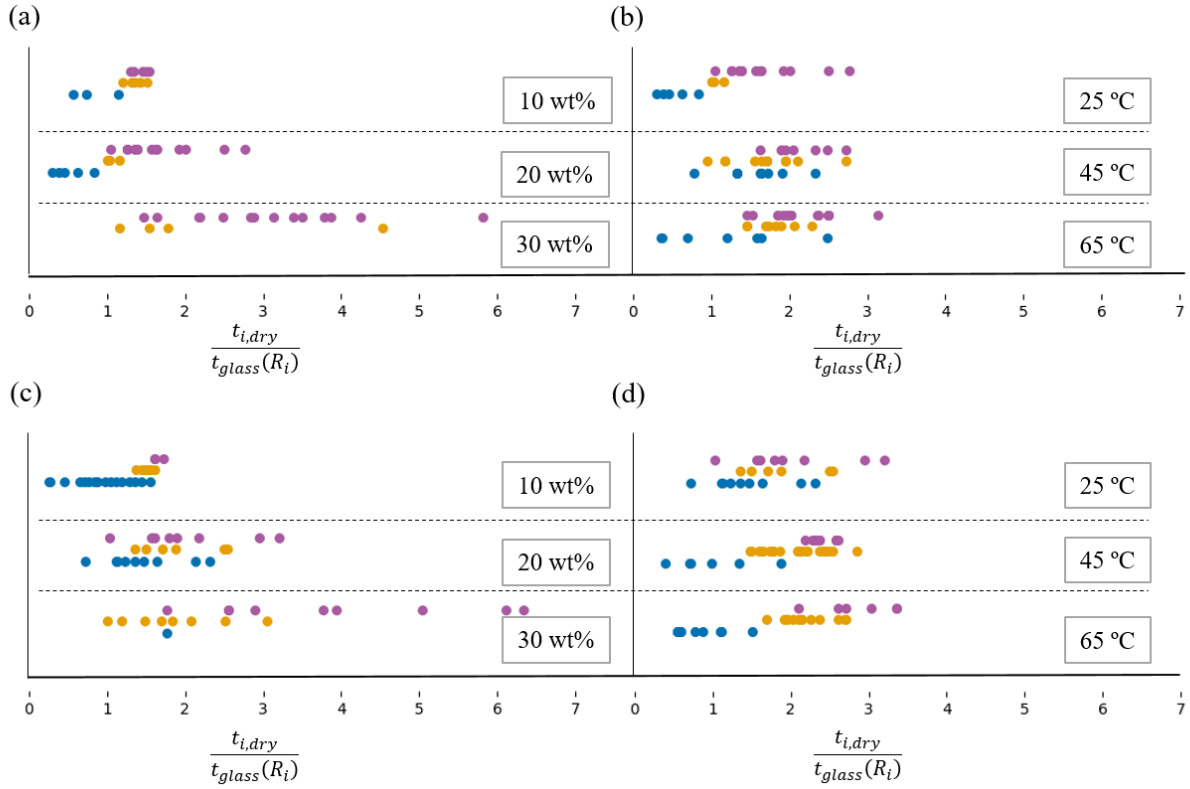 (a)
10 wt%
20 wt%
30 wt%
0 1 2 3 4 5 6 7
t_{i,dry}
t_{glass}(R_i)
(b)
25 ºC
45 ºC
65 ºC
0 1 2 3 4 5 6 7
t_{i,dry}
t_{glass}(R_i)
(c)
10 wt%
20 wt%
30 wt%
0 1 2 3 4 5 6 7
t_{i,dry}
t_{glass}(R_i)
(d)
25 ºC
45 ºC
65 ºC
0 1 2 3 4 5 6 7
t_{i,dry}
t_{glass}(R_i)